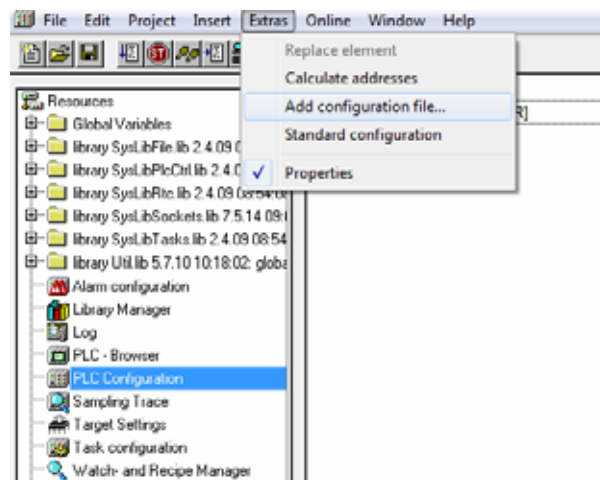 File Edit Project Insert Extras Online Window Help
Replace element
Calculate addresses
Add configuration file...
Standard configuration
Properties
R]
Resources
Global Variables
library SysLibFile.lib 2.4.09
library SysLibPlcCtrl.lib 2.4.0
library SysLibRtc.lib 2.4.09 08:54:08
library SysLibSockets.lib 7.5.14 09:
library SysLibTasks.lib 2.4.09 08:54
library Util.lib 5.7.10 10:18:02: globa
Alarm configuration
Library Manager
Log
PLC - Browser
PLC Configuration
Sampling Trace
Target Settings
Task configuration
Watch- and Recipe Manager